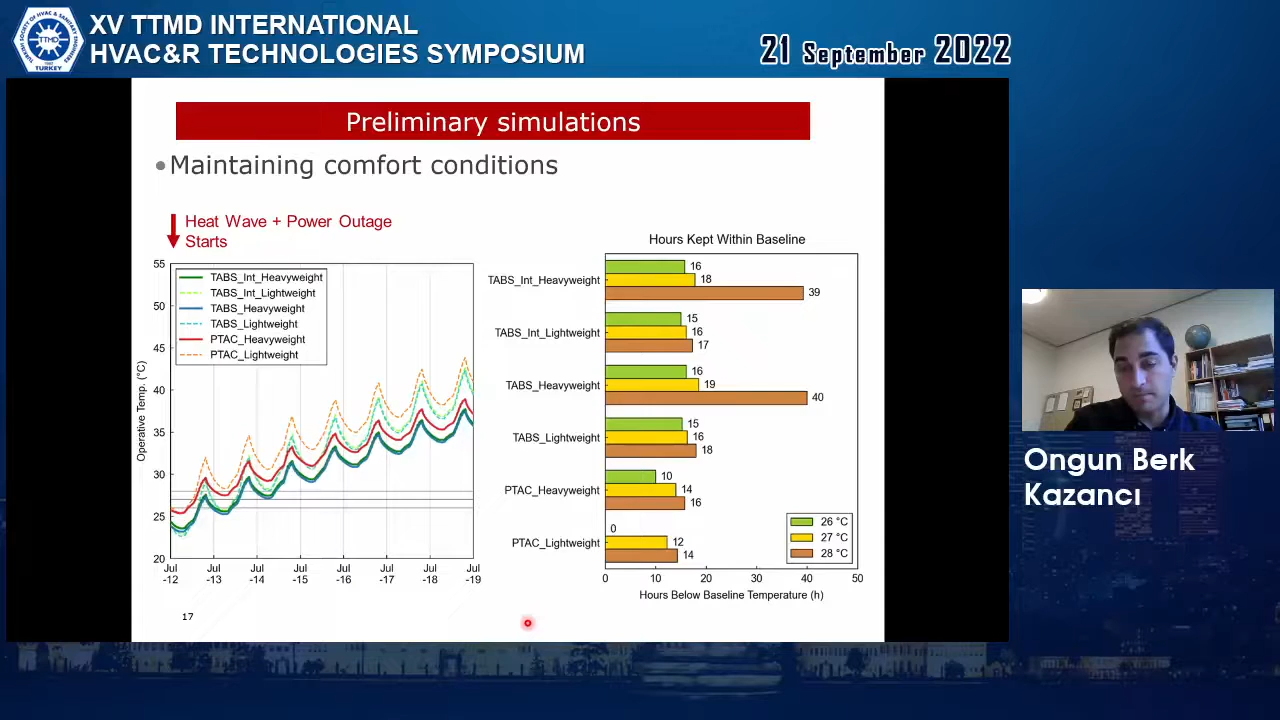 XV TTMD INTERNATIONAL
HVAC&R TECHNOLOGIES SYMPOSIUM
21 September 2022
TTMD
TURKEY
Preliminary simulations
Maintaining comfort conditions
Heat Wave + Power Outage
Starts
Operative Temp. (°C)
55
50
45
40
35
30
25
20
TABS_Int_Heavyweight
TABS_Int_Lightweight
TABS_Heavyweight
TABS_Lightweight
PTAC_Heavyweight
PTAC_Lightweight
Jul Jul Jul Jul Jul Jul Jul Jul
-12 -13 -14 -15 -16 -17 -18 -19
Hours Kept Within Baseline
TABS_Int_Heavyweight 16 18 39
TABS_Int_Lightweight 15 16 17
TABS_Heavyweight 16 19 40
TABS_Lightweight 15 16 18
PTAC_Heavyweight 10 14 16
PTAC_Lightweight 0 12 14
26 °C
27 °C
28 °C
0 10 20 30 40 50
Hours Below Baseline Temperature (h)
17
Ongun Berk
Kazancı